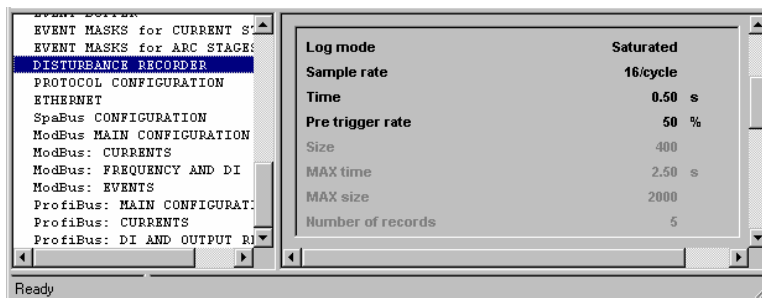 EVENT BUFFER
EVENT MASKS for CURRENT ST
EVENT MASKS for ARC STAGES
DISTURBANCE RECORDER
PROTOCOL CONFIGURATION
ETHERNET
SpaBus CONFIGURATION
ModBus MAIN CONFIGURATION
ModBus: CURRENTS
ModBus: FREQUENCY AND DI
ModBus: EVENTS
ProfiBus: MAIN CONFIGURATI
ProfiBus: CURRENTS
ProfiBus: DI AND OUTPUT RE
Log mode Saturated
Sample rate 16/cycle
Time 0.50 s
Pre trigger rate 50 %
Size 400
MAX time 2.50 s
MAX size 2000
Number of records 5
Ready